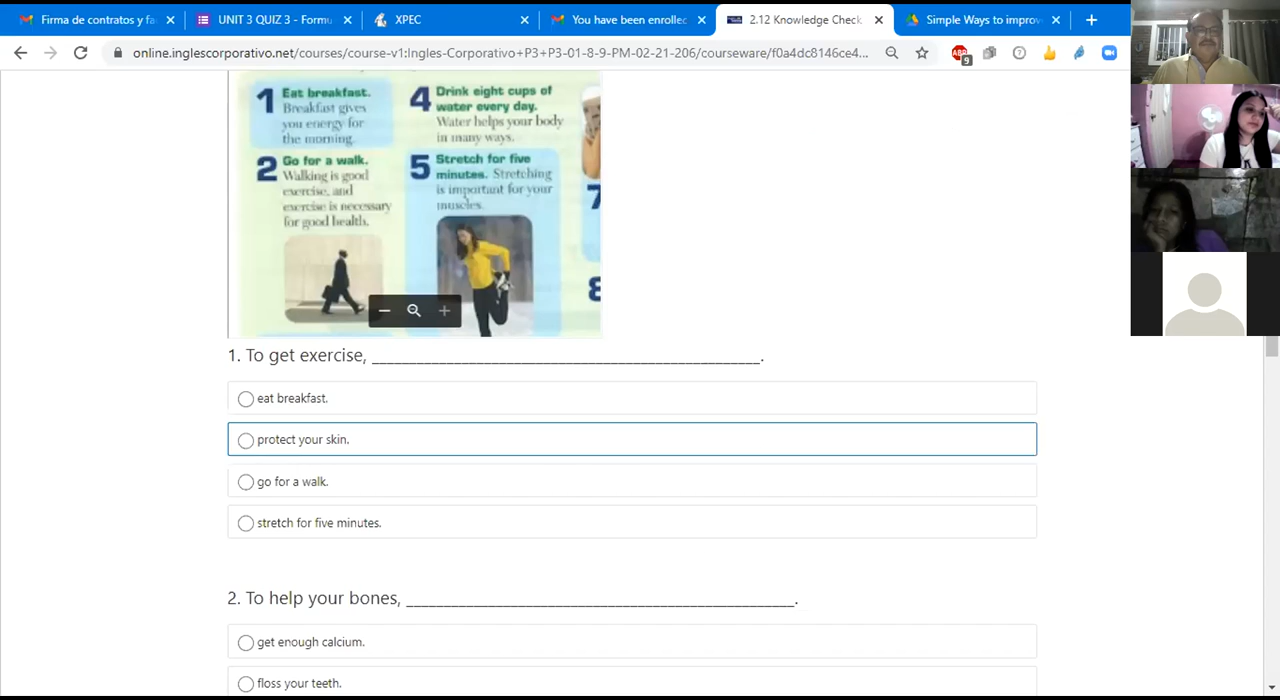 Firma de contratos y fa
UNIT 3 QUIZ 3 - Formu
XPEC
You have been enrollec
2.12 Knowledge Check
Simple Ways to improv
online.inglescorporativo.net/courses/course-v1:Ingles-Corporativo+P3+P3-01-8-9-PM-02-21-206/courseware/f0a4dc8146ce4...
ABP
9
1 Eat breakfast.
Breakfast gives
you energy for
the morning.
2 Go for a walk.
Walking is good
exercise, and
exercise is necessary
for good health.
4 Drink eight cups of
water every day.
Water helps your body
in many ways.
5 Stretch for five
minutes. Stretching
is important for your
muscles.
7
8
1. To get exercise, ________________________________________________.
eat breakfast.
protect your skin.
go for a walk.
stretch for five minutes.
2. To help your bones, ________________________________________________.
get enough calcium.
floss your teeth.